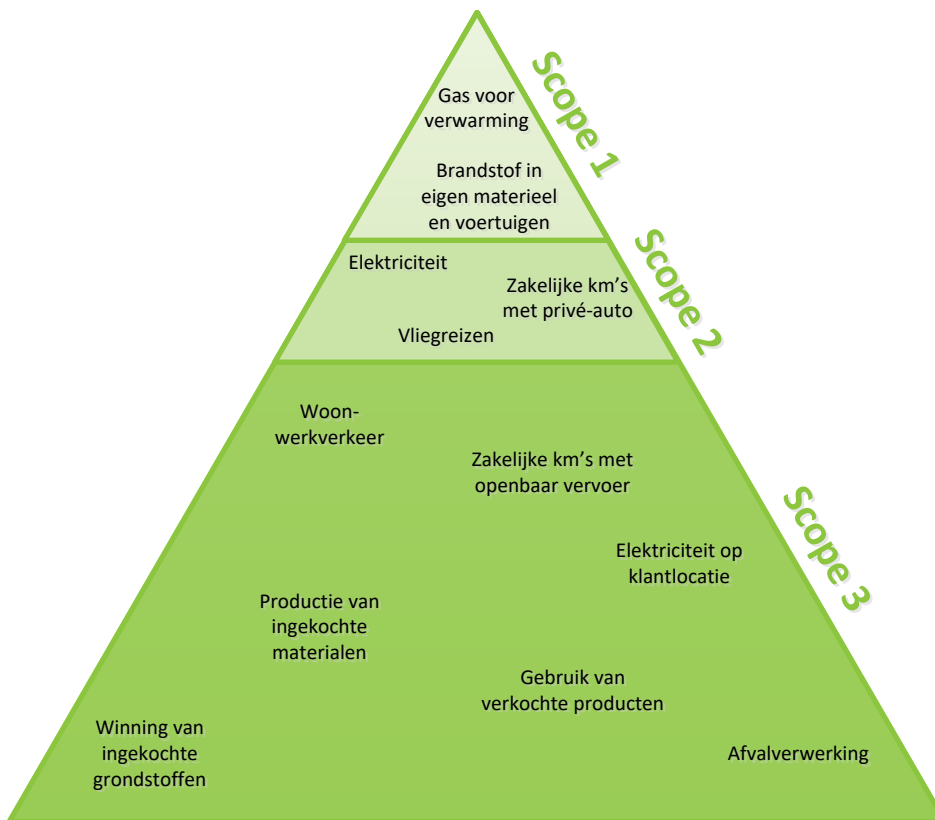 Scope 1
Gas voor
verwarming
Brandstof in
eigen materieel
en voertuigen
Scope 2
Elektriciteit
Zakelijke km's
met privé-auto
Vliegreizen
Scope 3
Woon-
werkverkeer
Zakelijke km's met
openbaar vervoer
Elektriciteit op
klantlocatie
Productie van
ingekochte
materialen
Gebruik van
verkochte producten
Winning van
ingekochte
grondstoffen
Afvalverwerking